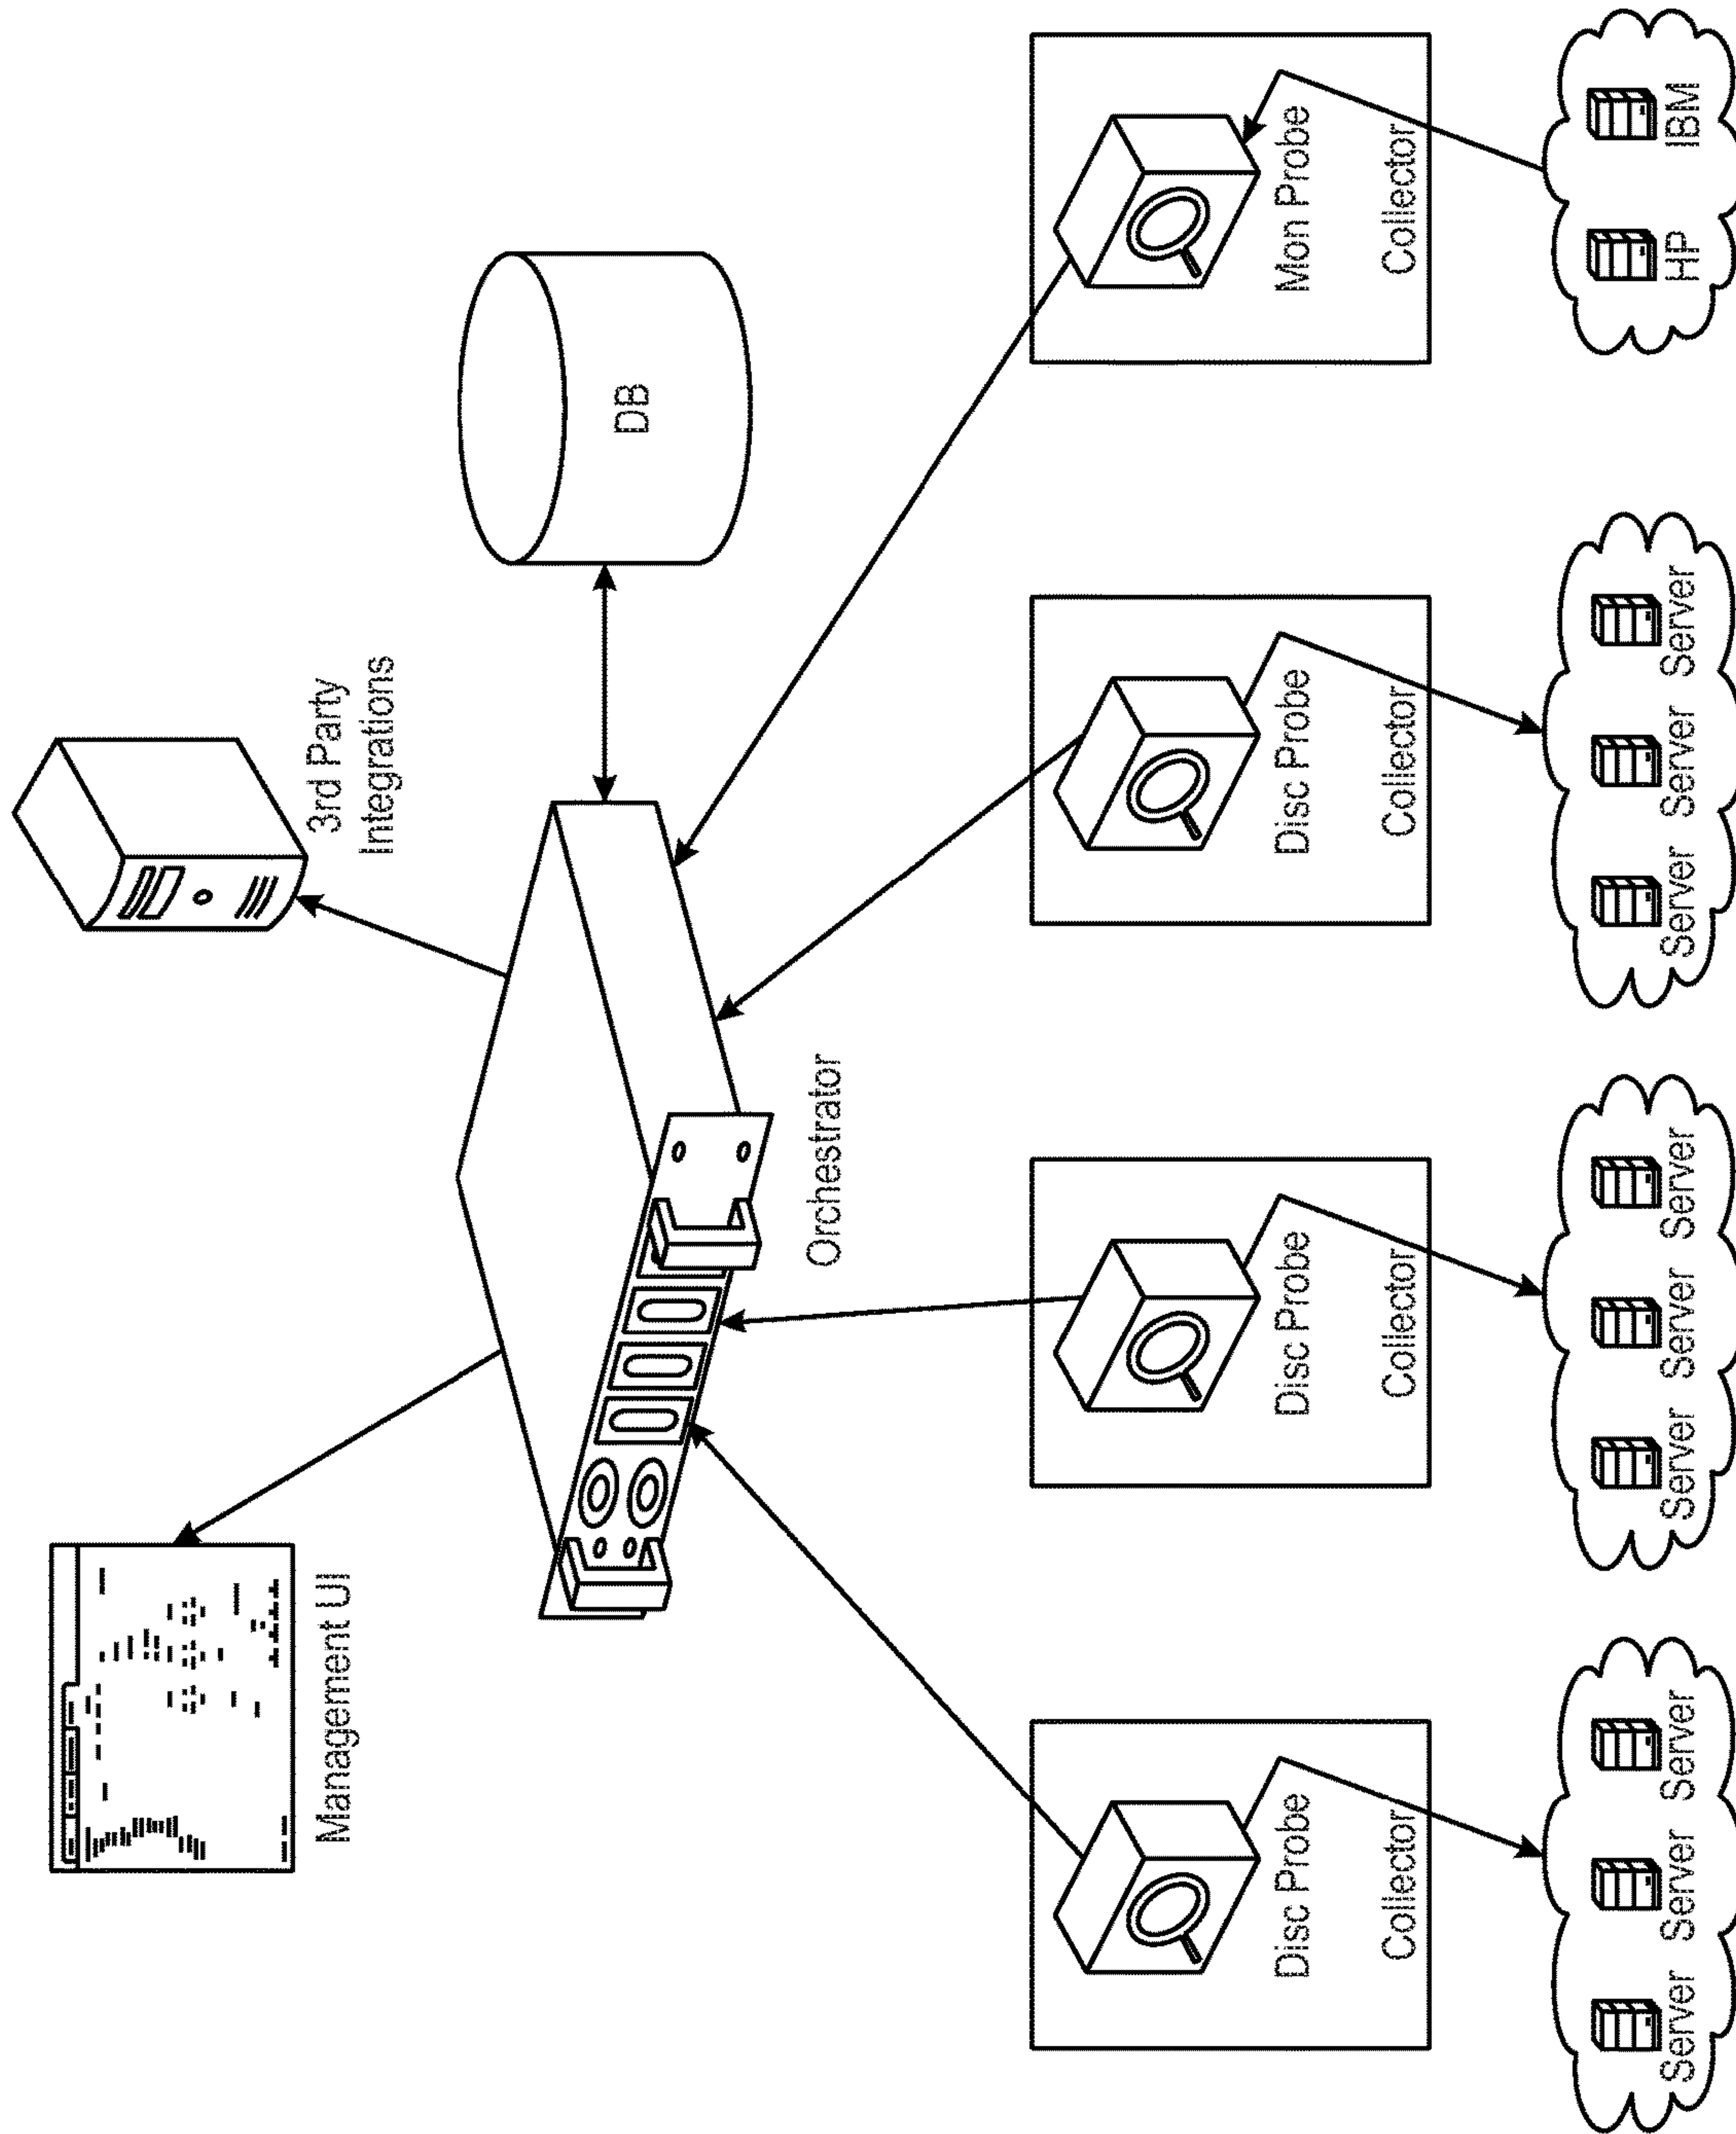 Management UI
3rd Party
Integrations
DB
Orchestrator
Disc Probe
Collector
Disc Probe
Collector
Disc Probe
Collector
Mon Probe
Collector
Server Server Server
Server Server Server
Server Server Server
HP IBM